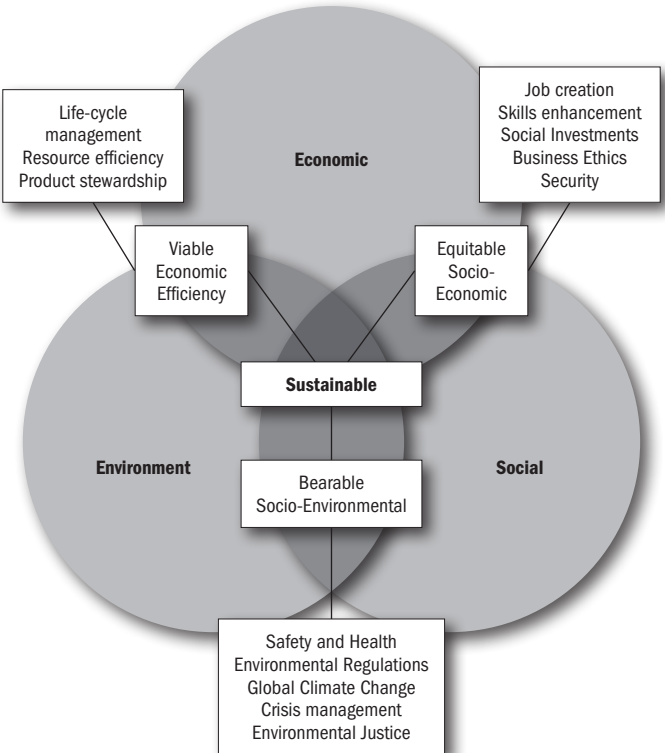 Life-cycle
management
Resource efficiency
Product stewardship
Economic
Job creation
Skills enhancement
Social Investments
Business Ethics
Security
Viable
Economic
Efficiency
Equitable
Socio-
Economic
Sustainable
Environment
Social
Bearable
Socio-Environmental
Safety and Health
Environmental Regulations
Global Climate Change
Crisis management
Environmental Justice